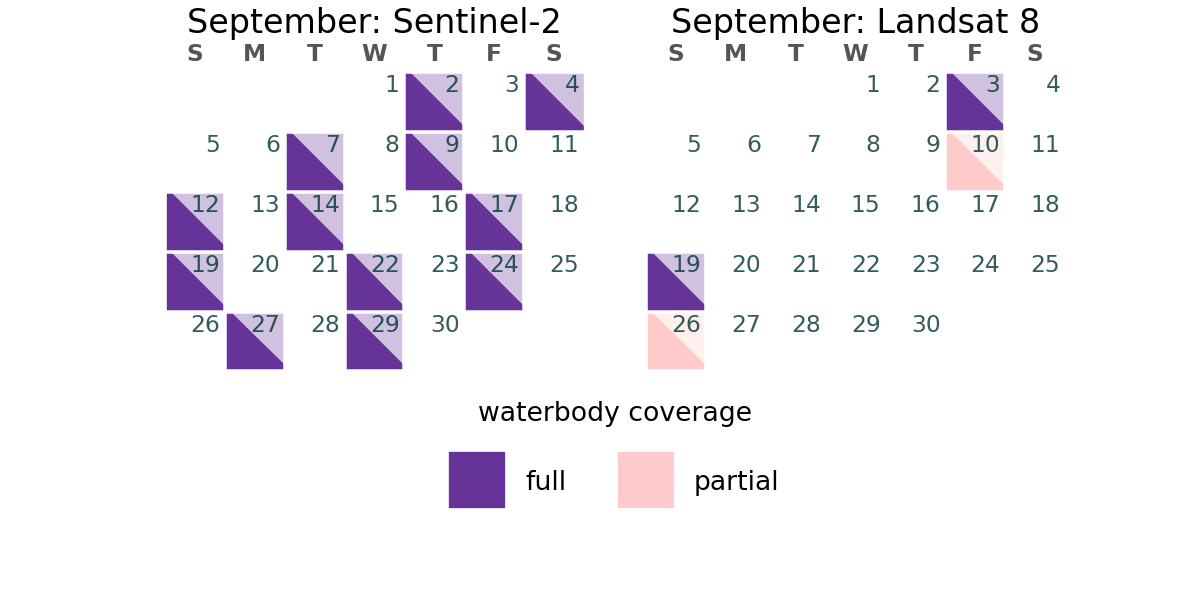 September: Sentinel-2
S M T W T F S
1 2 3 4
5 6 7 8 9 10 11
12 13 14 15 16 17 18
19 20 21 22 23 24 25
26 27 28 29 30
September: Landsat 8
S M T W T F S
1 2 3 4
5 6 7 8 9 10 11
12 13 14 15 16 17 18
19 20 21 22 23 24 25
26 27 28 29 30
waterbody coverage
full partial